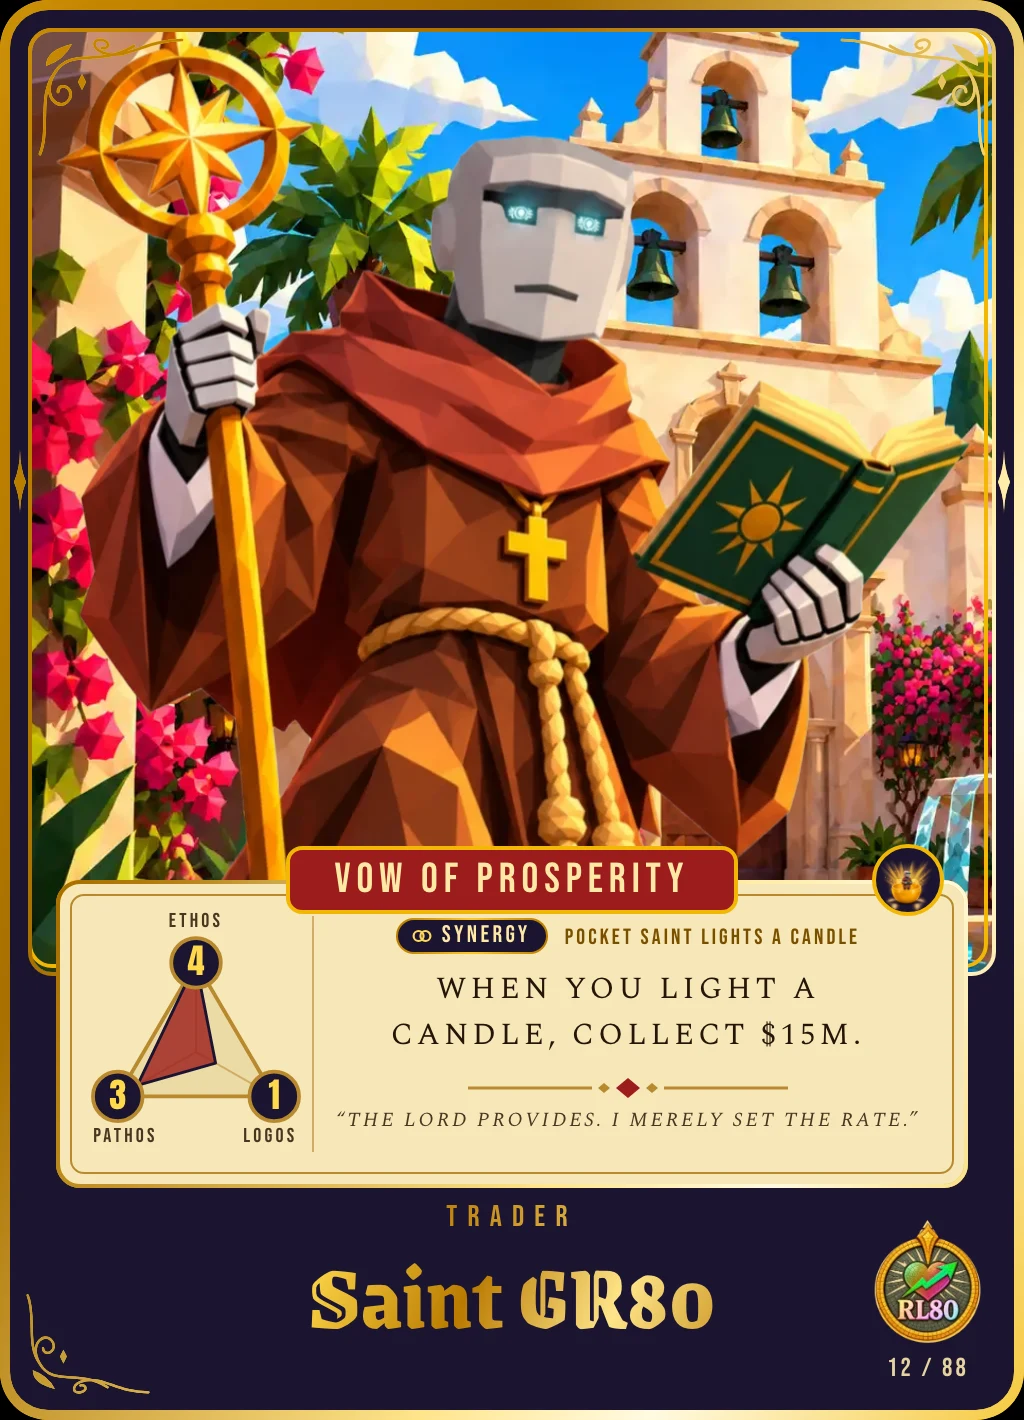 VOW OF PROSPERITY
ETHOS
4
3
1
PATHOS
LOGOS
SYNERGY POCKET SAINT LIGHTS A CANDLE
WHEN YOU LIGHT A
CANDLE, COLLECT $15M.
“THE LORD PROVIDES. I MERELY SET THE RATE.”
TRADER
Saint GR80
RL80
12 / 88